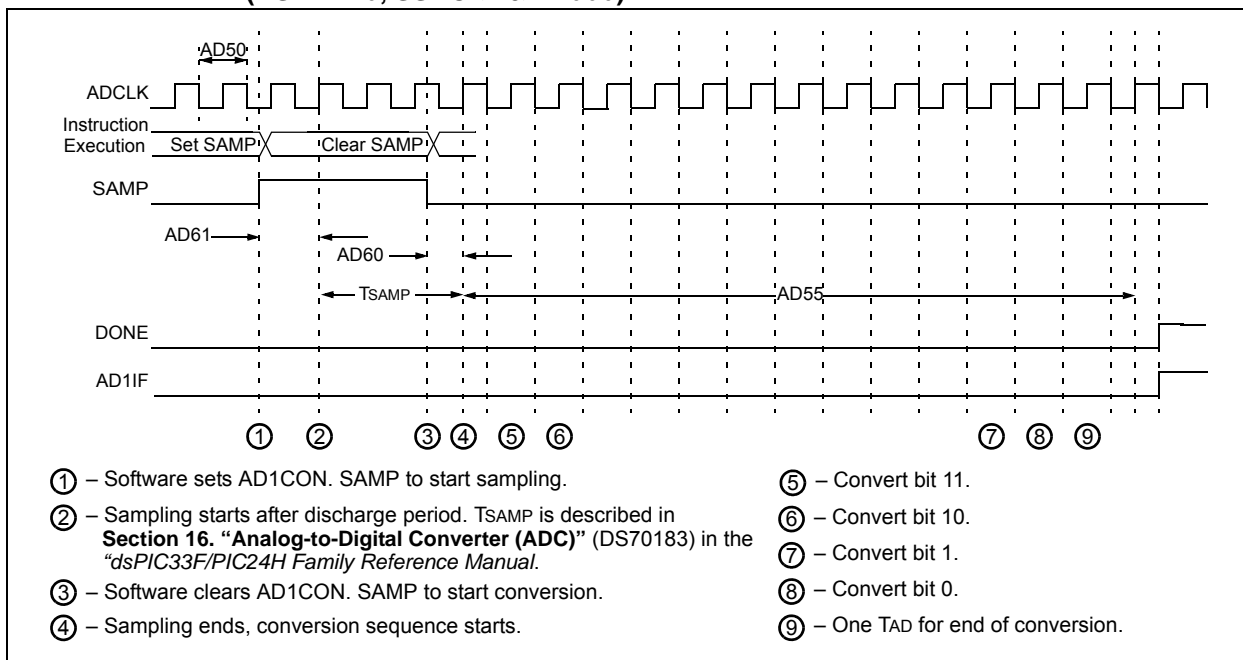 AD50
ADCLK
Instruction
Execution
Set SAMP
Clear SAMP
SAMP
AD61
AD60
TSAMP
AD55
DONE
AD1IF
1 2 3 4 5 6 7 8 9
1 – Software sets AD1CON. SAMP to start sampling.
2 – Sampling starts after discharge period. TSAMP is described in
Section 16. “Analog-to-Digital Converter (ADC)” (DS70183) in the
“dsPIC33F/PIC24H Family Reference Manual.
3 – Software clears AD1CON. SAMP to start conversion.
4 – Sampling ends, conversion sequence starts.
5 – Convert bit 11.
6 – Convert bit 10.
7 – Convert bit 1.
8 – Convert bit 0.
9 – One TAD for end of conversion.